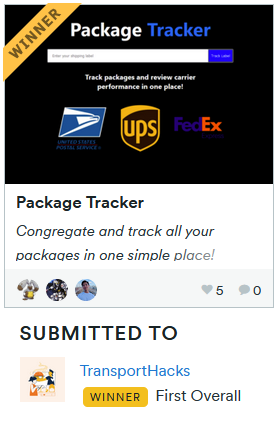 WINNER
Package Tracker
Enter your shipping label
Track Label
Track packages and review carrier
performance in one place!
UNITED STATES
POSTAL SERVICE
ups
FedEx
Package Tracker
Congregate and track all your
packages in one simple place!
5
0
SUBMITTED TO
TransportHacks
WINNER First Overall